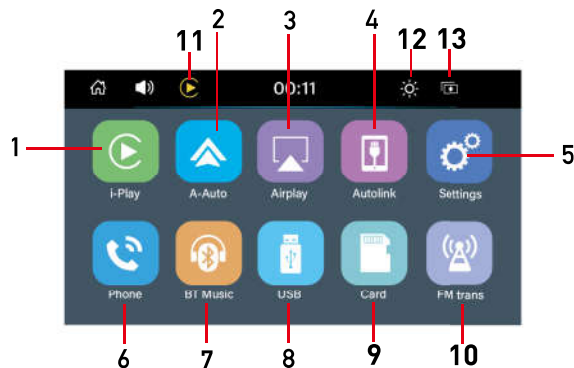 2 3 4
11 12 13
00:11
1 5
i-Play A-Auto Airplay Autolink Settings
Phone BT Music USB Card FM trans
6 7 8 9 10